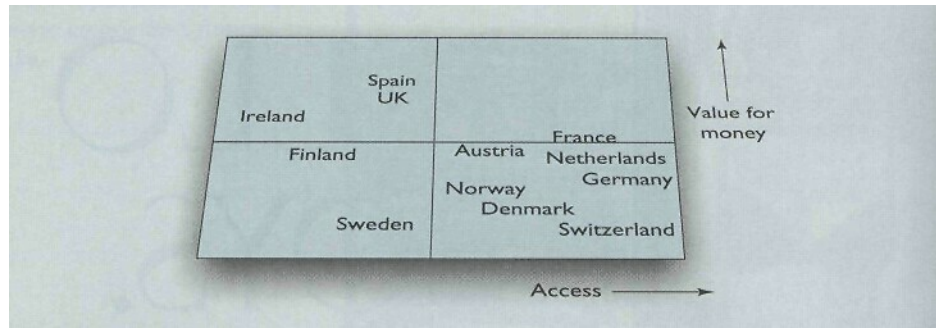 Spain
UK
Ireland
Value for
money
France
Finland
Austria
Netherlands
Germany
Norway
Denmark
Sweden
Switzerland
Access